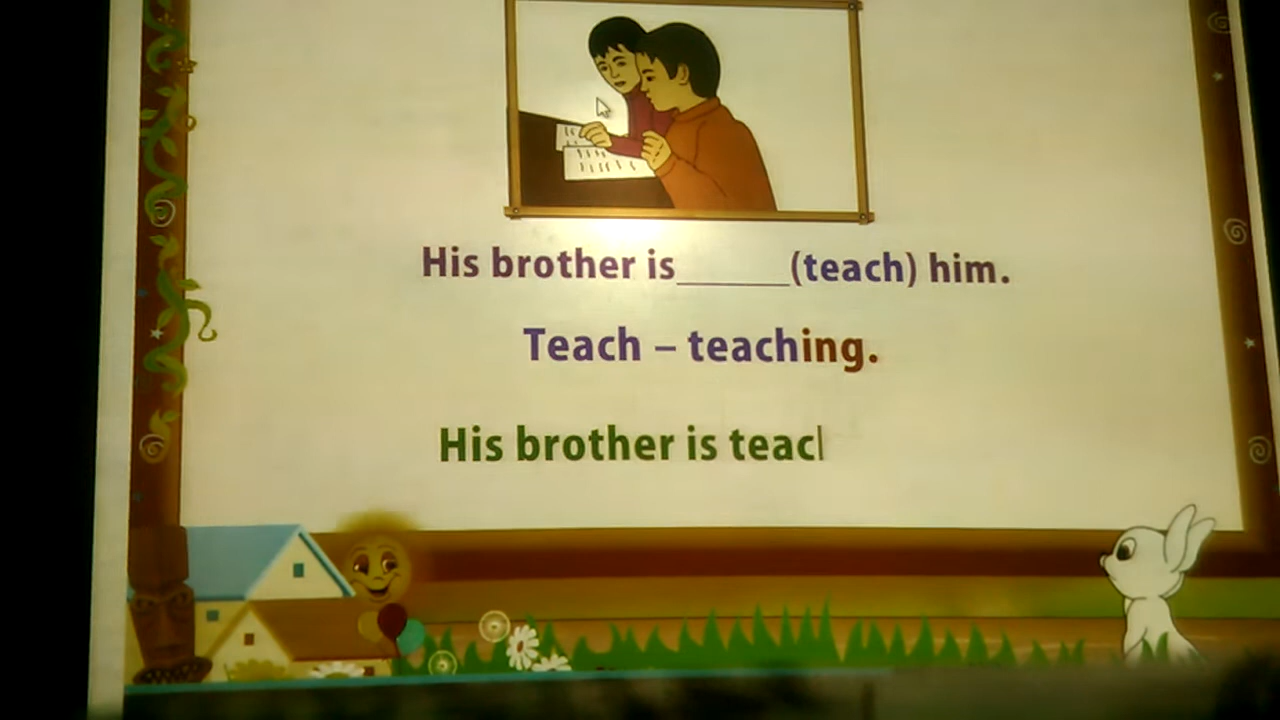 His brother is______(teach) him.
Teach – teaching.
His brother is teac